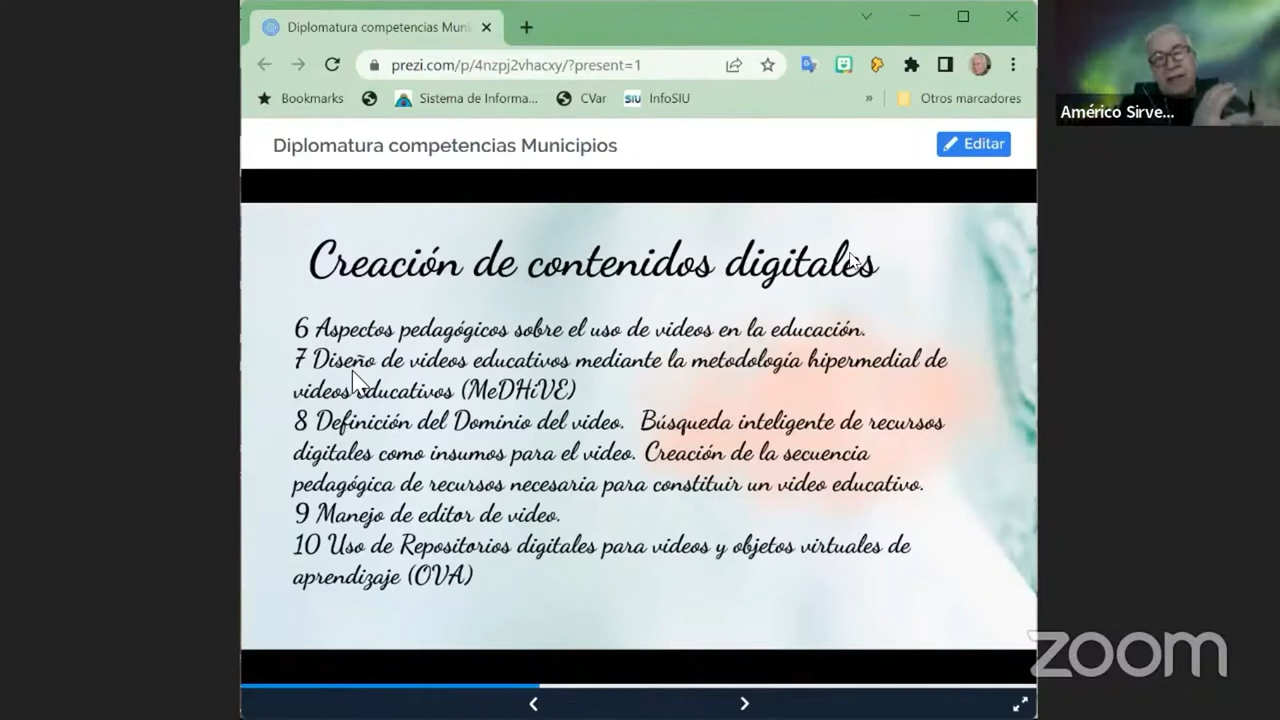 Diplomatura competencias Muni
prezi.com/p/4nzpj2vhacxy/?present=1
Bookmarks
Sistema de Informa...
CVar
SIU InfoSIU
»
Otros marcadores
Américo Sirve...
Diplomatura competencias Municipios
Editar
Creación de contenidos digitales
6 Aspectos pedagógicos sobre el uso de videos en la educación.
7 Diseño de videos educativos mediante la metodología hipermedial de
videos educativos (MeDHiVE)
8 Definición del Dominio del video. Búsqueda inteligente de recursos
digitales como insumos para el video. Creación de la secuencia
pedagógica de recursos necesaria para constituir un video educativo.
9 Manejo de editor de video.
10 Uso de Repositorios digitales para videos y objetos virtuales de
aprendizaje (OVA)
zoom